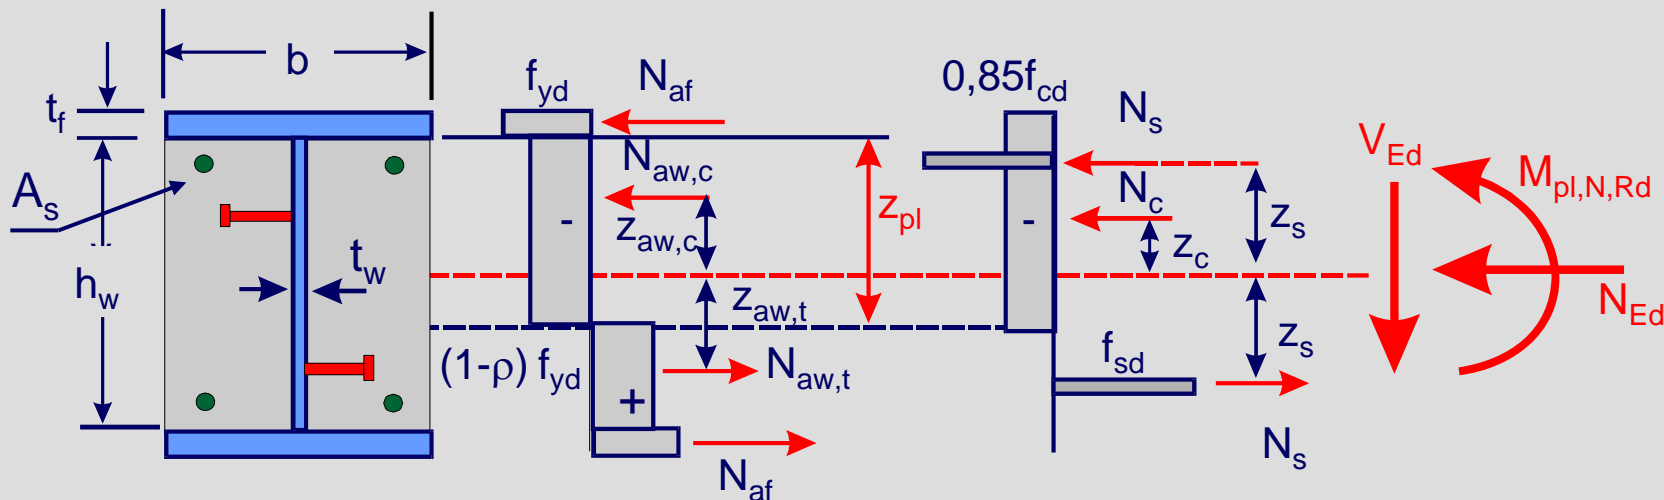 b
t_f
A_s
h_w
t_w
f_yd
N_af
N_aw,c
-
z_aw,c
z_pl
z_aw,t
(1-ρ) f_yd
N_aw,t
+
N_af
0,85f_cd
N_s
N_c
-
z_c
z_s
z_s
f_sd
N_s
V_Ed
M_pl,N,Rd
N_Ed